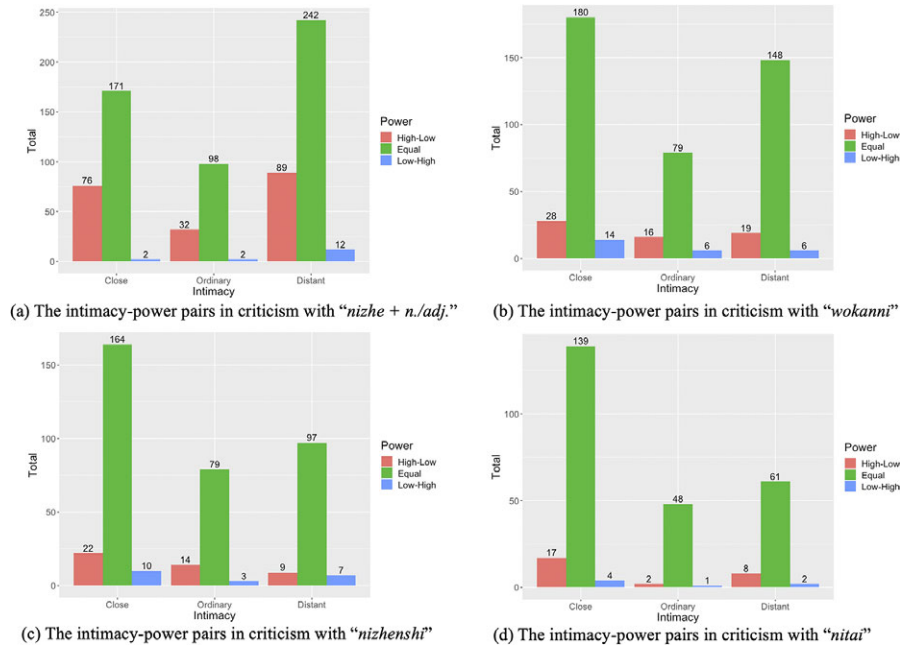 250
200
150
100
50
0
Total
76
171
2
32
98
2
89
242
12
Close
Ordinary
Distant
Intimacy
Power
High-Low
Equal
Low-High
(a) The intimacy-power pairs in criticism with “nizhe + n./adj.”
150
100
50
0
Total
28
180
14
16
79
6
19
148
6
Close
Ordinary
Distant
Intimacy
Power
High-Low
Equal
Low-High
(b) The intimacy-power pairs in criticism with “wokanni”
150
100
50
0
Total
22
164
10
14
79
3
9
97
7
Close
Ordinary
Distant
Intimacy
Power
High-Low
Equal
Low-High
(c) The intimacy-power pairs in criticism with “nizhenshi”
100
50
0
Total
17
139
4
2
48
1
8
61
2
Close
Ordinary
Distant
Intimacy
Power
High-Low
Equal
Low-High
(d) The intimacy-power pairs in criticism with “nitai”